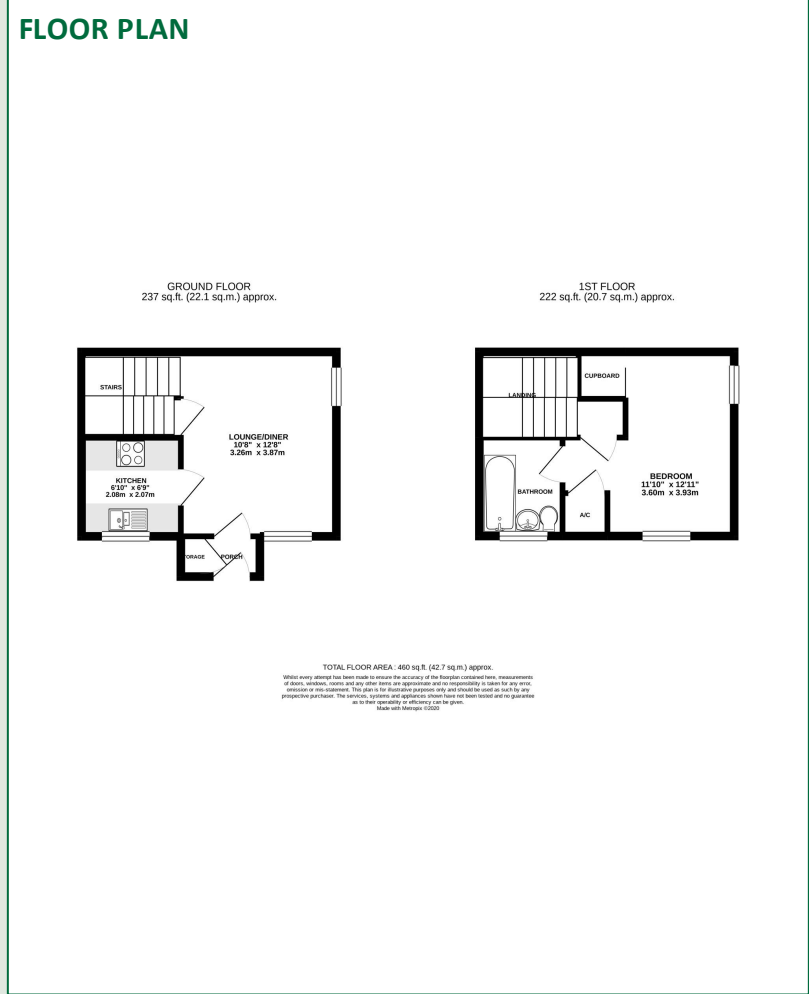 FLOOR PLAN
GROUND FLOOR
237 sq.ft. (22.1 sq.m.) approx.
1ST FLOOR
222 sq.ft. (20.7 sq.m.) approx.
STAIRS
LOUNGE/DINER
10'8" x 12'8"
3.26m x 3.87m
KITCHEN
6'10" x 6'9"
2.08m x 2.07m
TORAGE
PORCH
CUPBOARD
LANDING
BEDROOM
11'10" x 12'11"
3.60m x 3.93m
BATHROOM
A/C
TOTAL FLOOR AREA : 460 sq.ft. (42.7 sq.m.) approx.
Whilst every attempt has been made to ensure the accuracy of the floorplan contained here, measurements
of doors, windows, rooms and any other items are approximate and no responsibility is taken for any error,
omission or mis-statement. This plan is for illustrative purposes only and should be used as such by any
prospective purchaser. The services, systems and appliances shown have not been tested and no guarantee
as to their operability or efficiency can be given.
Made with Metropix ©2020